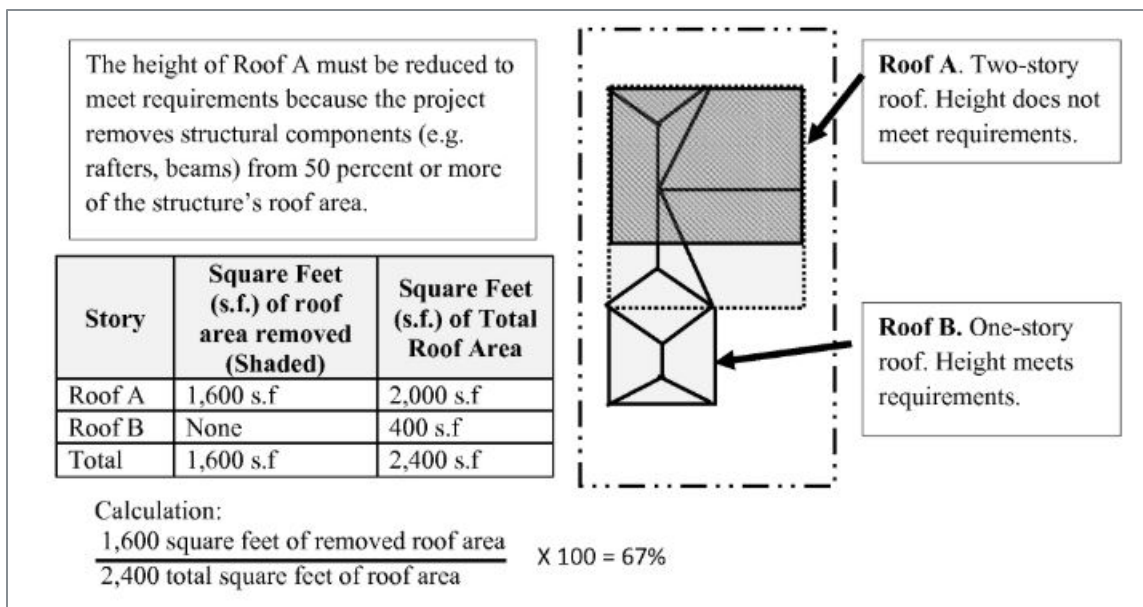 The height of Roof A must be reduced to
meet requirements because the project
removes structural components (e.g.
rafters, beams) from 50 percent or more
of the structure's roof area.
Roof A. Two-story
roof. Height does not
meet requirements.
Story
Square Feet
(s.f.) of roof
area removed
(Shaded)
Square Feet
(s.f.) of Total
Roof Area
Roof A 1,600 s.f 2,000 s.f
Roof B None 400 s.f
Total 1,600 s.f 2,400 s.f
Roof B. One-story
roof. Height meets
requirements.
Calculation:
1,600 square feet of removed roof area
2,400 total square feet of roof area
X 100 = 67%